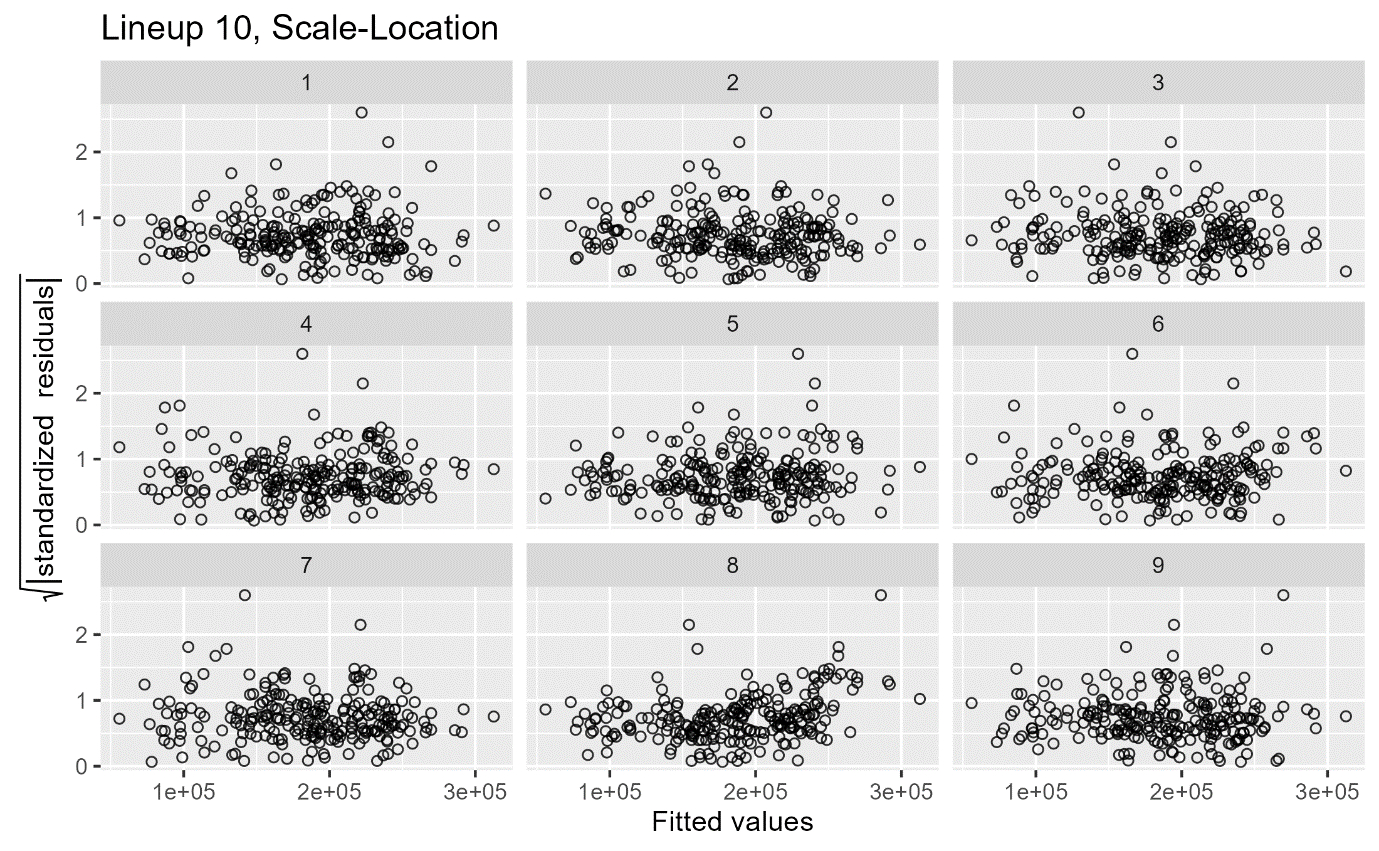 Lineup 10, Scale-Location
1 2 3
2
1
0
4 5 6
2
1
0
7 8 9
2
1
0
1e+05 2e+05 3e+05 1e+05 2e+05 3e+05 1e+05 2e+05 3e+05
Fitted values
√|standardized residuals|